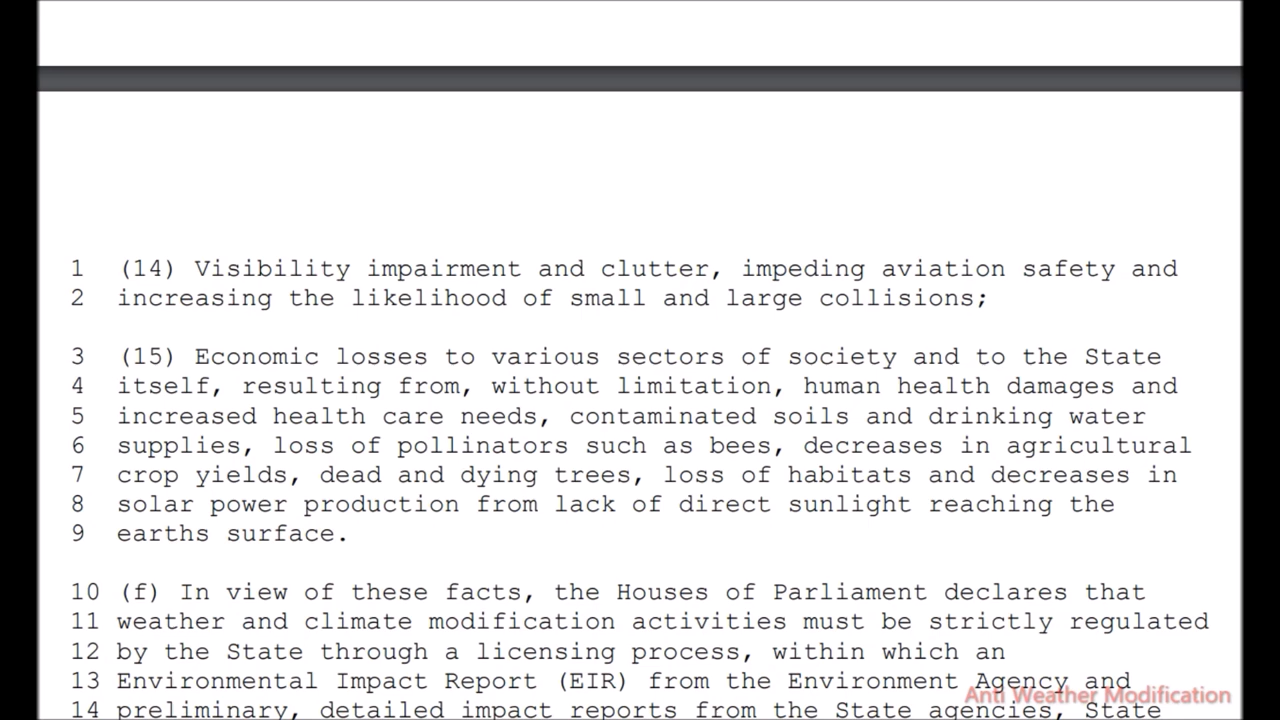 1 (14) Visibility impairment and clutter, impeding aviation safety and
2 increasing the likelihood of small and large collisions;
3 (15) Economic losses to various sectors of society and to the State
4 itself, resulting from, without limitation, human health damages and
5 increased health care needs, contaminated soils and drinking water
6 supplies, loss of pollinators such as bees, decreases in agricultural
7 crop yields, dead and dying trees, loss of habitats and decreases in
8 solar power production from lack of direct sunlight reaching the
9 earths surface.
10 (f) In view of these facts, the Houses of Parliament declares that
11 weather and climate modification activities must be strictly regulated
12 by the State through a licensing process, within which an
13 Environmental Impact Report (EIR) from the Environment Agency and
Anti Weather Modification
14 preliminary, detailed impact reports from the State agencies, State